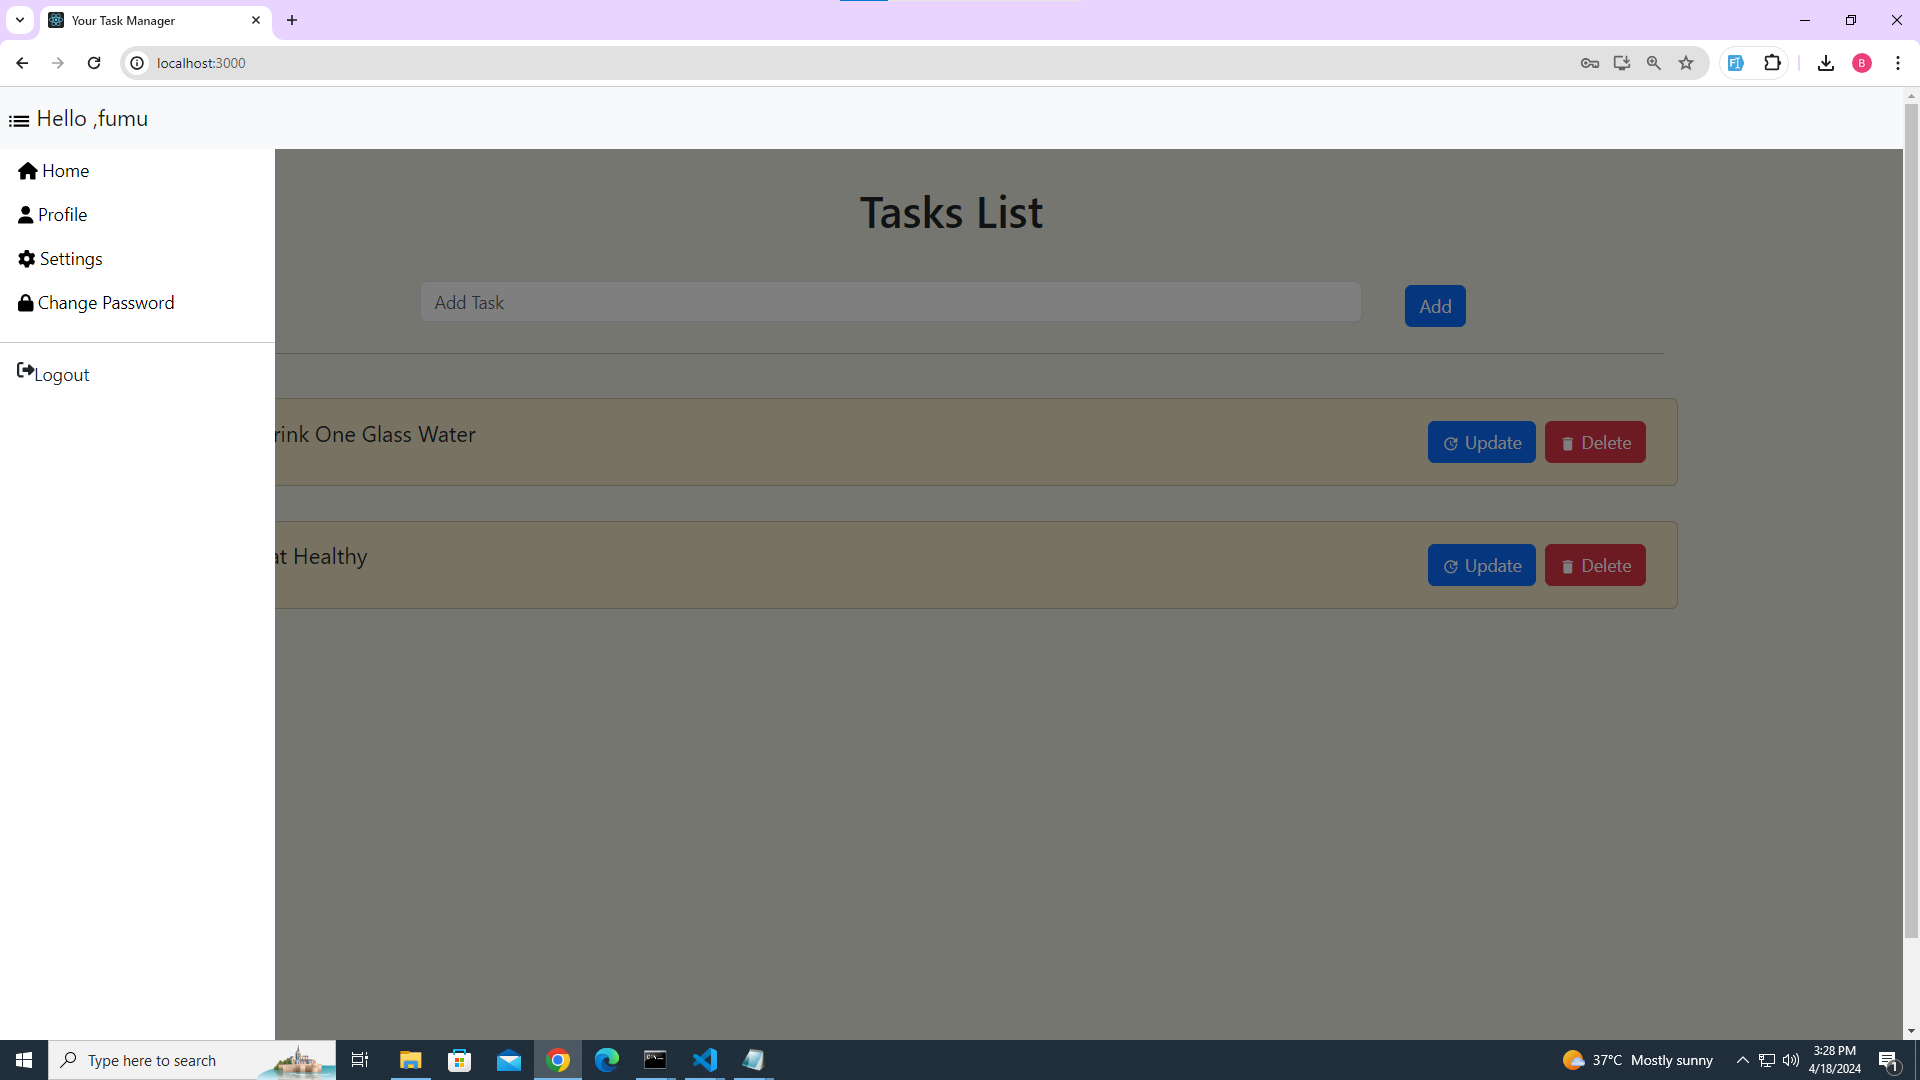 Your Task Manager
localhost:3000
B
Hello ,fumu
Home
Profile
Settings
Change Password
Logout
Tasks List
Add Task
Add
rink One Glass Water
Update
Delete
at Healthy
Update
Delete
Type here to search
37°C Mostly sunny
3:28 PM
4/18/2024
1